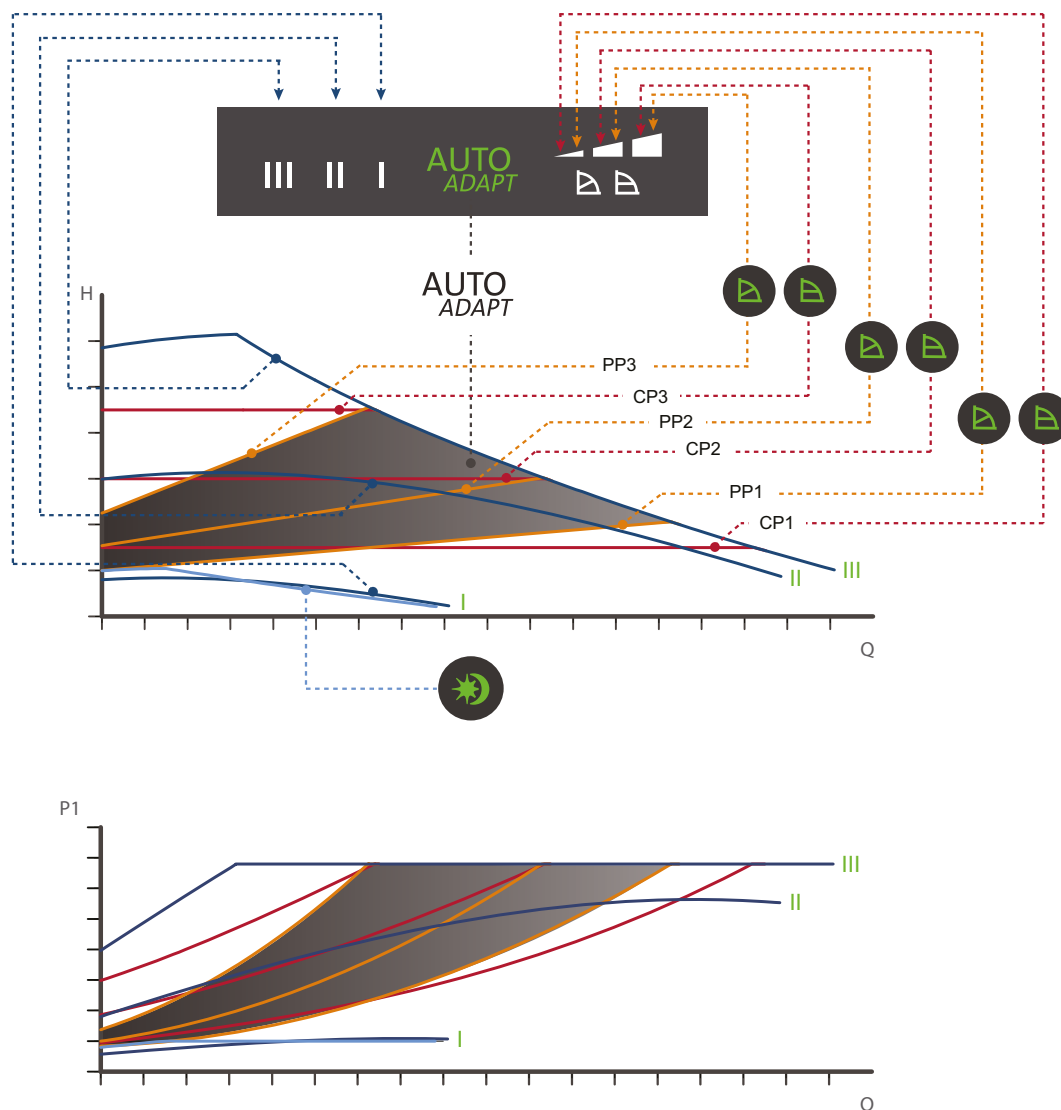 III II I AUTO ADAPT
AUTO ADAPT
H
PP3
CP3
PP2
CP2
PP1
CP1
III
II
I
Q
P1
III
II
I
Q